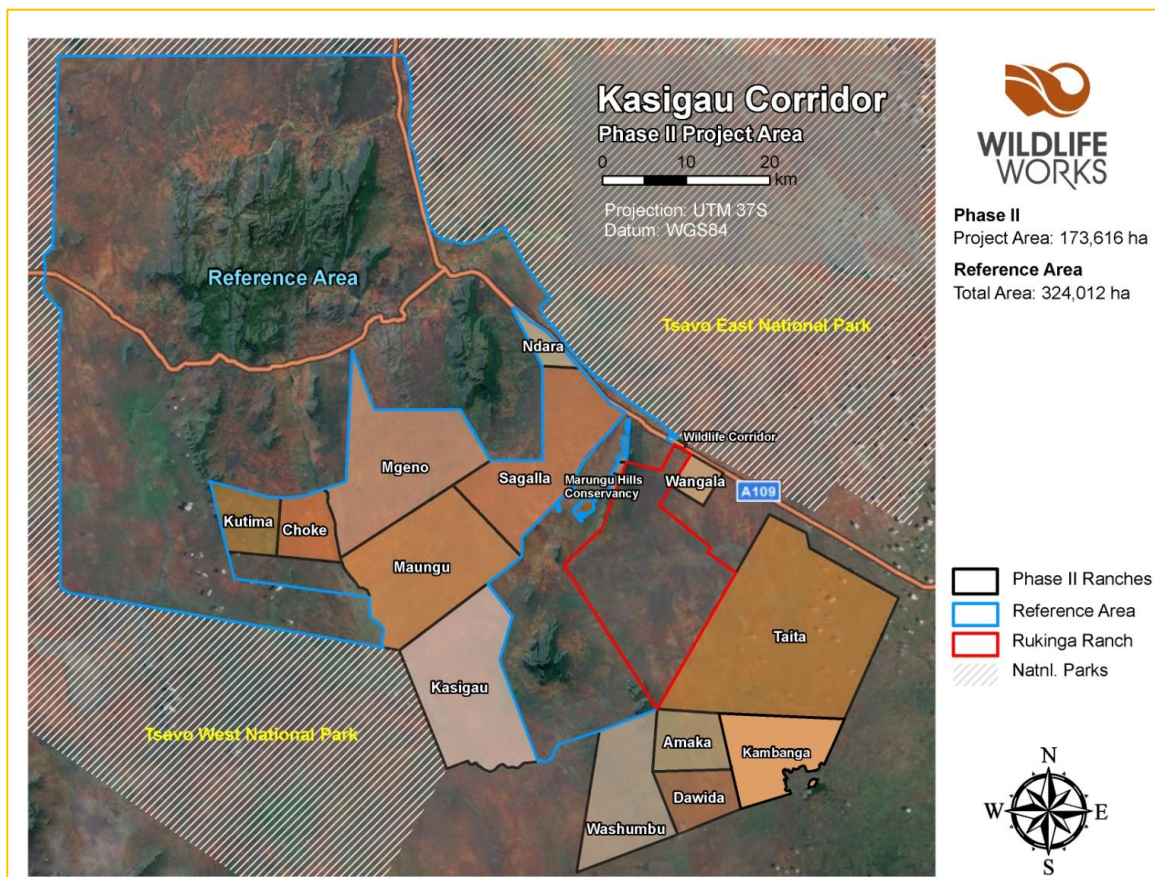 Kasigau Corridor
Phase II Project Area
0 10 20
km
Projection: UTM 37S
Datum: WGS84
WILDLIFE
WORKS
Phase II
Project Area: 173,616 ha
Reference Area
Total Area: 324,012 ha
Reference Area
Tsavo East National Park
Ndara
Wildlife Corridor
Mgeno
Sagalla
Marungu Hills
Conservancy
Wangala
A109
Kutima
Choke
Maungu
Taita
Kasigau
Tsavo West National Park
Amaka
Kambanga
Dawida
Washumbu
Phase II Ranches
Reference Area
Rukinga Ranch
Natnl. Parks
N
W E
S